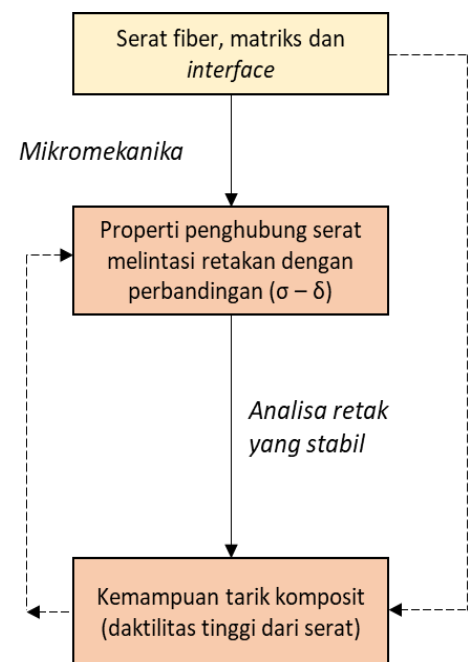 Serat fiber, matriks dan
interface
Mikromekanika
Properti penghubung serat
melintasi retakan dengan
perbandingan (σ – δ)
Analisa retak
yang stabil
Kemampuan tarik komposit
(daktilitas tinggi dari serat)